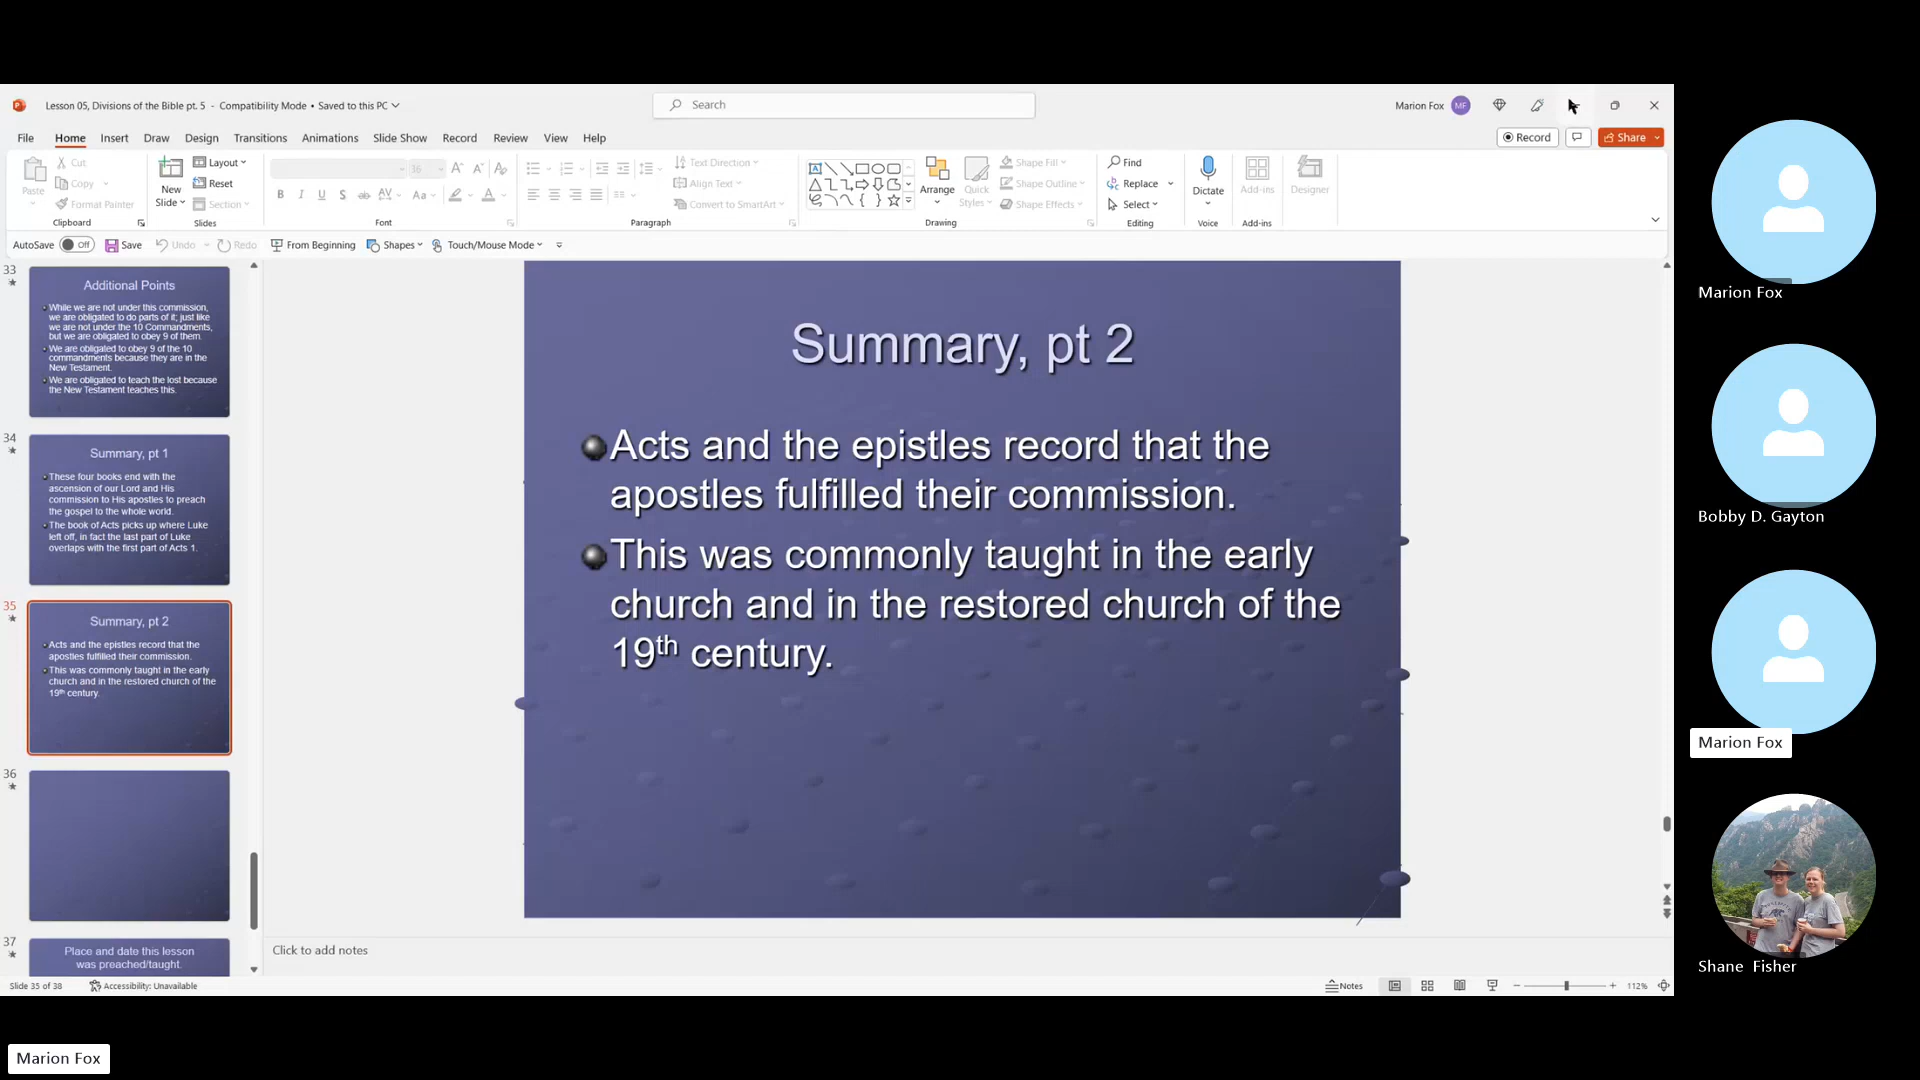 Lesson 05, Divisions of the Bible pt. 5 - Compatibility Mode • Saved to this PC
Search
Marion Fox MF
File Home Insert Draw Design Transitions Animations Slide Show Record Review View Help
Record
Share
Paste
Cut
Copy
Format Painter
Clipboard
New
Slide
Layout
Reset
Section
Slides
16
B I U S ab AV Aa A
Font
Text Direction
Align Text
Convert to SmartArt
Paragraph
Arrange
Quick
Styles
Shape Fill
Shape Outline
Shape Effects
Drawing
Find
Replace
Select
Editing
Dictate
Voice
Add-ins
Add-ins
Designer
AutoSave Off Save Undo Redo From Beginning Shapes Touch/Mouse Mode
33
Additional Points
While we are not under this commission,
we are obligated to do parts of it; just like
we are not under the 10 Commandments,
but we are obligated to obey 9 of them.
We are obligated to obey 9 of the 10
commandments because they are in the
New Testament.
We are obligated to teach the lost because
the New Testament teaches this.
34
Summary, pt 1
These four books end with the
ascension of our Lord and His
commission to His apostles to preach
the gospel to the whole world.
The book of Acts picks up where Luke
left off, in fact the last part of Luke
overlaps with the first part of Acts 1.
35
Summary, pt 2
Acts and the epistles record that the
apostles fulfilled their commission.
This was commonly taught in the early
church and in the restored church of the
19th century.
36
37
Place and date this lesson
was preached/taught.
Summary, pt 2
Acts and the epistles record that the
apostles fulfilled their commission.
This was commonly taught in the early
church and in the restored church of the
19th century.
Click to add notes
Slide 35 of 38
Accessibility: Unavailable
Notes
112%
Marion Fox
Bobby D. Gayton
Marion Fox
Shane Fisher
Marion Fox